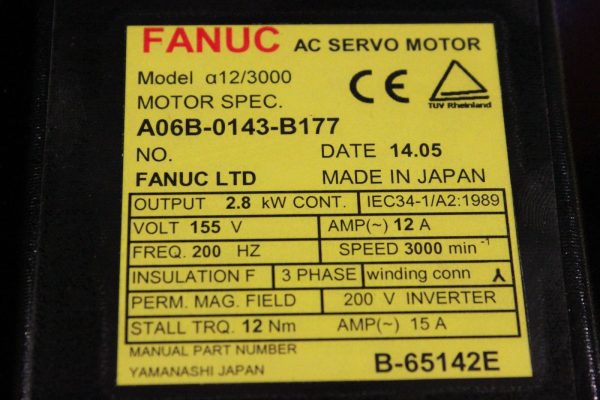 FANUC AC SERVO MOTOR
Model α12/3000
MOTOR SPEC.
CE
TUV Rheinland
A06B-0143-B177
NO. DATE 14.05
FANUC LTD MADE IN JAPAN
OUTPUT 2.8 kW CONT. IEC34-1/A2:1989
VOLT 155 V AMP(~) 12 A
FREQ. 200 HZ SPEED 3000 min⁻¹
INSULATION F 3 PHASE winding conn
PERM. MAG. FIELD 200 V INVERTER
STALL TRQ. 12 Nm AMP(~) 15 A
MANUAL PART NUMBER
YAMANASHI JAPAN
B-65142E